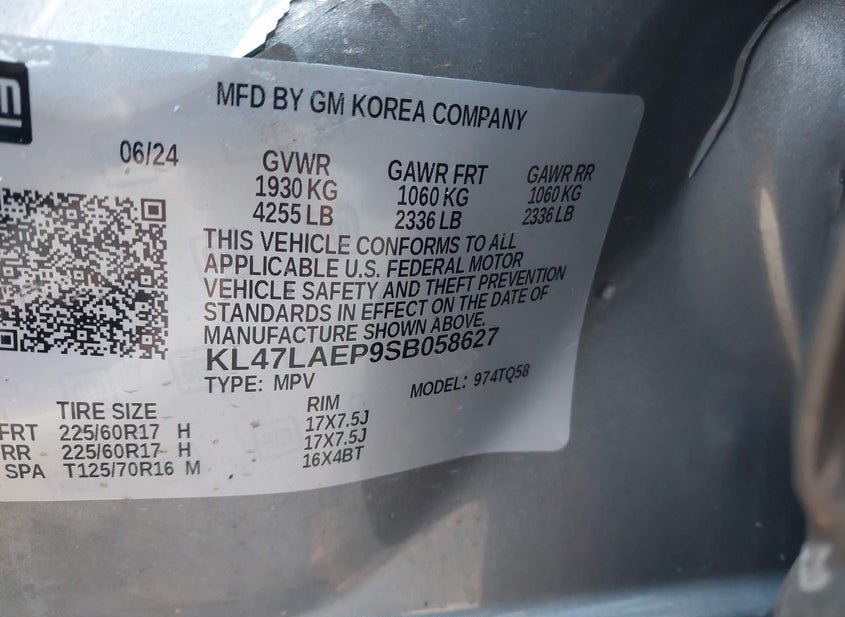 MFD BY GM KOREA COMPANY
06/24
GVWR GAWR FRT GAWR RR
1930 KG 1060 KG 1060 KG
4255 LB 2336 LB 2336 LB
THIS VEHICLE CONFORMS TO ALL
APPLICABLE U.S. FEDERAL MOTOR
VEHICLE SAFETY AND THEFT PREVENTION
STANDARDS IN EFFECT ON THE DATE OF
MANUFACTURE SHOWN ABOVE.
KL47LAEP9SB058627
TYPE: MPV MODEL: 974TQ58
TIRE SIZE RIM
FRT 225/60R17 H 17X7.5J
RR 225/60R17 H 17X7.5J
SPA T125/70R16 M 16X4BT